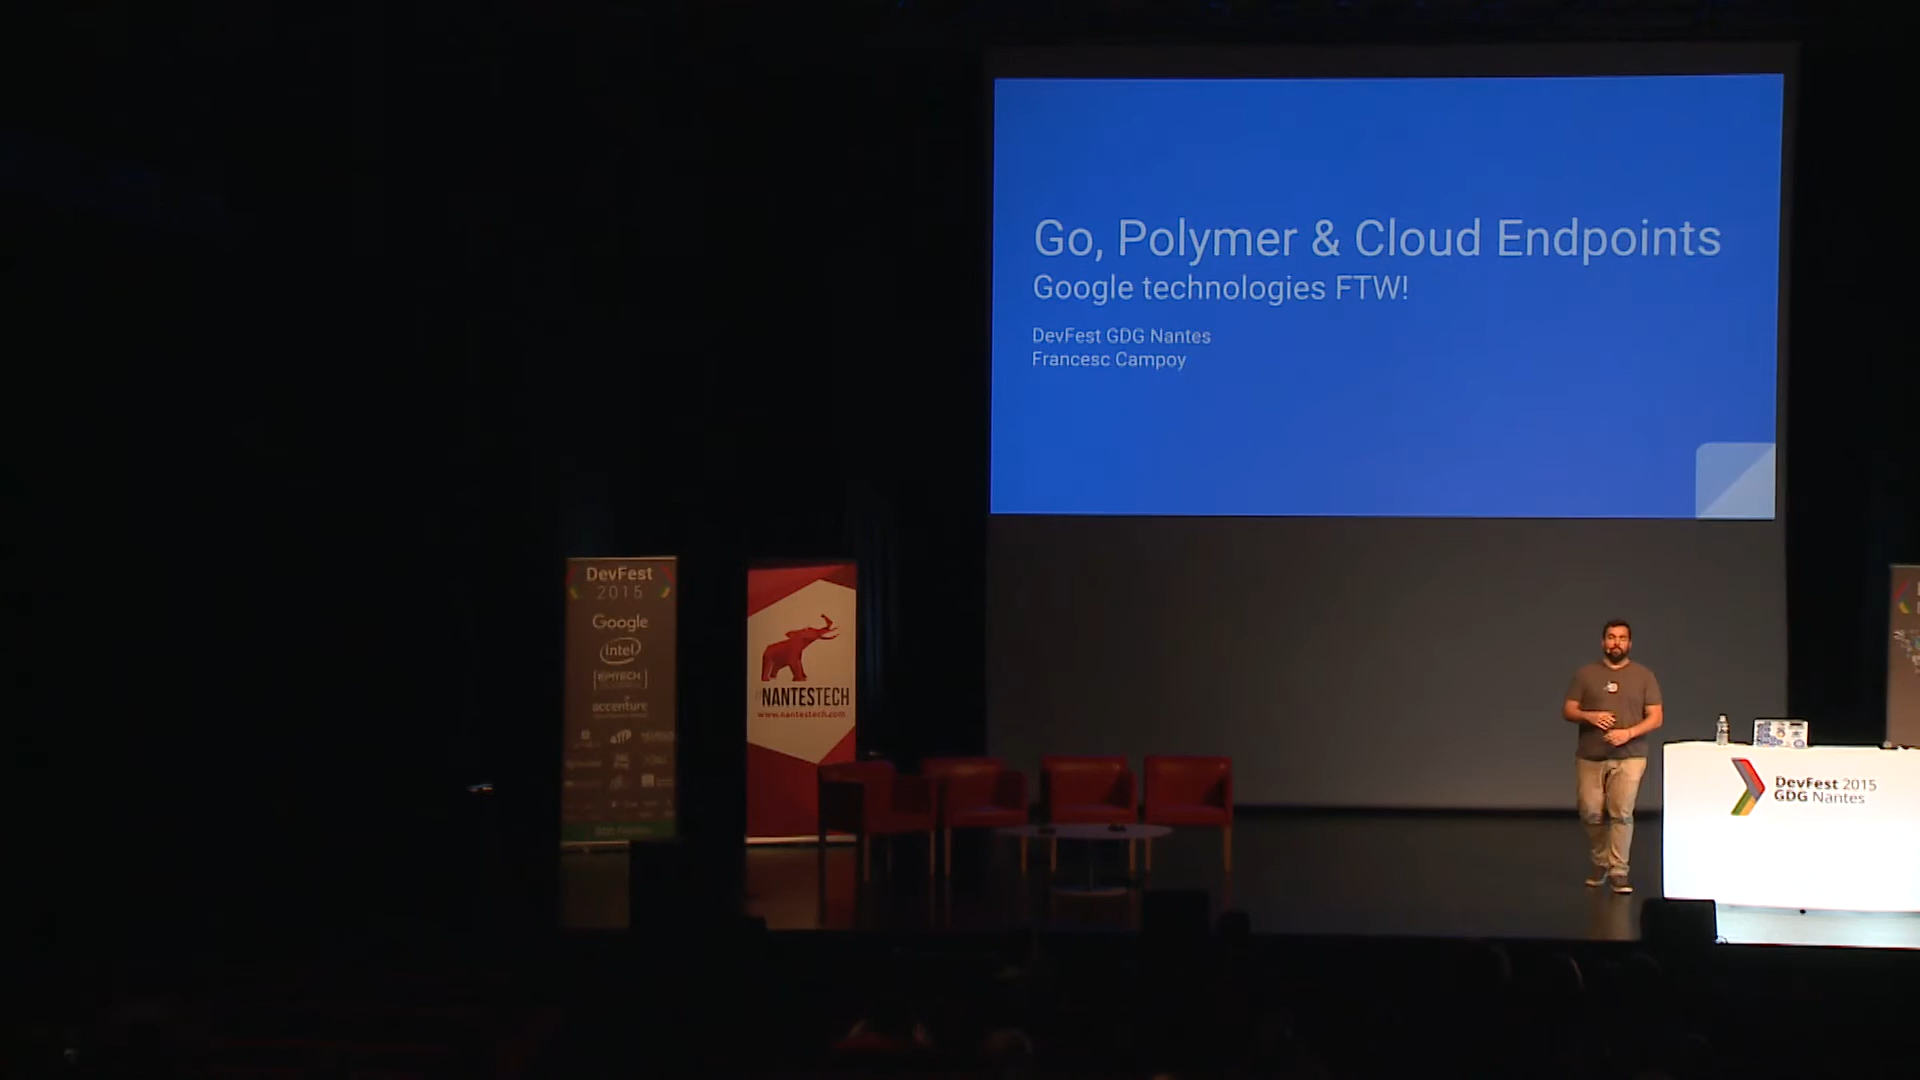 Go, Polymer & Cloud Endpoints
Google technologies FTW!
DevFest GDG Nantes
Francesc Campoy
DevFest
2015
Google
intel
EPITECH
accenture
#NANTESTECH
www.nantestech.com
DevFest 2015
GDG Nantes